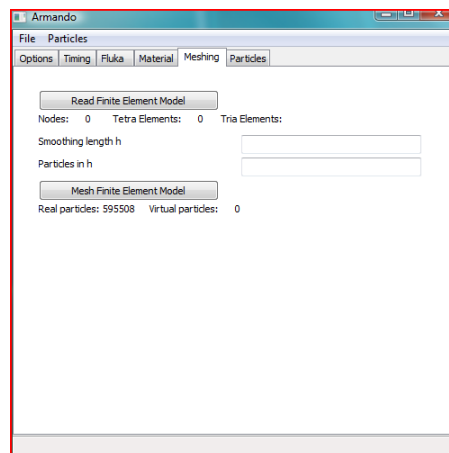 Armando
File Particles
Options Timing Fluka Material Meshing Particles
Read Finite Element Model
Nodes: 0 Tetra Elements: 0 Tria Elements:
Smoothing length h
Particles in h
Mesh Finite Element Model
Real particles: 595508 Virtual particles: 0